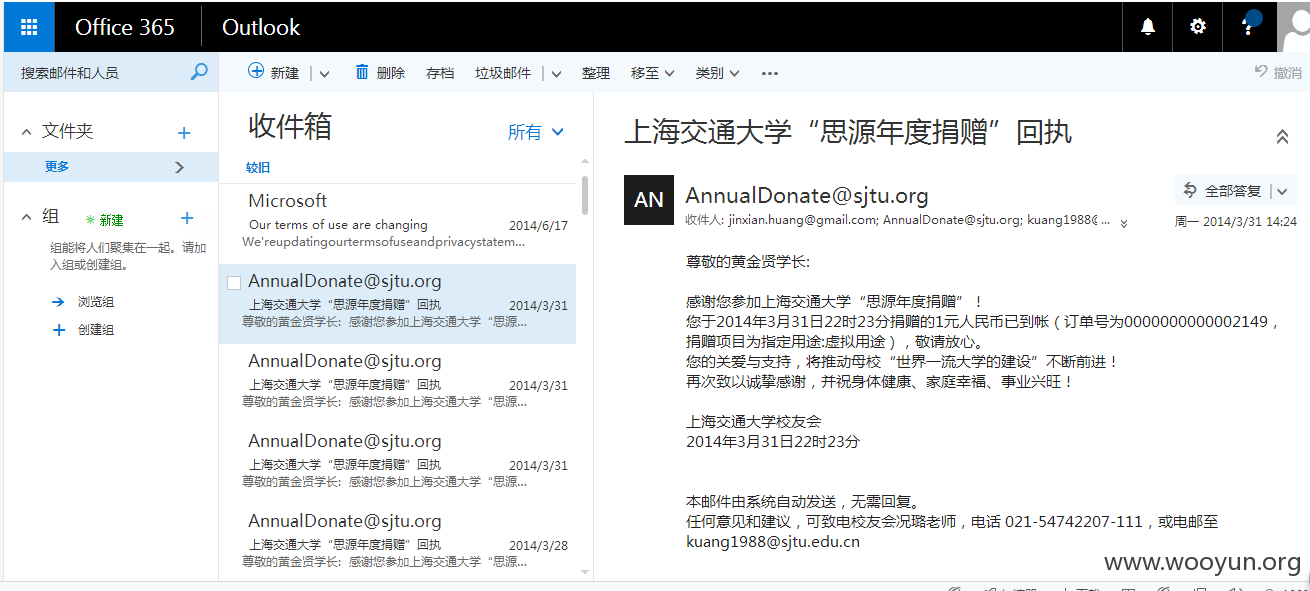 Office 365
Outlook
搜索邮件和人员
新建
删除
存档
垃圾邮件
整理
移至
类别
撤消
文件夹
更多
组
新建
组能将人们聚集在一起。请加
入组或创建组。
浏览组
创建组
收件箱
所有
较旧
Microsoft
Our terms of use are changing
2014/6/17
We'reupdatingourtermsofuseandprivacystatem...
AnnualDonate@sjtu.org
上海交通大学“思源年度捐赠”回执
2014/3/31
尊敬的黄金贤学长: 感谢您参加上海交通大学“思源...
AnnualDonate@sjtu.org
上海交通大学“思源年度捐赠”回执
2014/3/31
尊敬的黄金贤学长: 感谢您参加上海交通大学“思源...
AnnualDonate@sjtu.org
上海交通大学“思源年度捐赠”回执
2014/3/31
尊敬的黄金贤学长: 感谢您参加上海交通大学“思源...
AnnualDonate@sjtu.org
上海交通大学“思源年度捐赠”回执
2014/3/28
尊敬的黄金贤学长: 感谢您参加上海交通大学“思源...
上海交通大学“思源年度捐赠”回执
AN
AnnualDonate@sjtu.org
收件人: jinxian.huang@gmail.com; AnnualDonate@sjtu.org; kuang1988@ ...
全部答复
周一 2014/3/31 14:24
尊敬的黄金贤学长:
感谢您参加上海交通大学“思源年度捐赠”！
您于2014年3月31日22时23分捐赠的1元人民币已到帐（订单号为0000000000002149，
捐赠项目为指定用途:虚拟用途），敬请放心。
您的关爱与支持，将推动母校“世界一流大学的建设”不断前进！
再次致以诚挚感谢，并祝身体健康、家庭幸福、事业兴旺！
上海交通大学校友会
2014年3月31日22时23分
本邮件由系统自动发送，无需回复。
任何意见和建议，可致电校友会况璐老师，电话 021-54742207-111，或电邮至
kuang1988@sjtu.edu.cn
www.wooyun.org